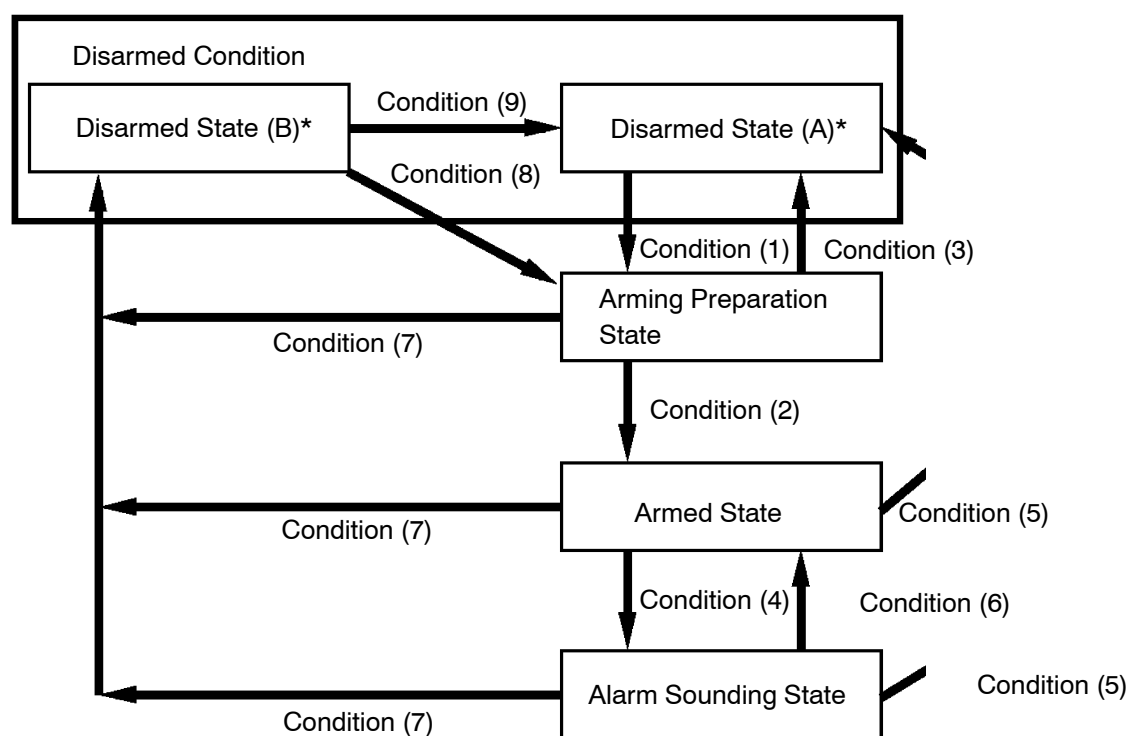 Disarmed Condition
Disarmed State (B)*
Condition (9)
Disarmed State (A)*
Condition (8)
Condition (1)
Condition (3)
Arming Preparation
State
Condition (7)
Condition (2)
Armed State
Condition (5)
Condition (7)
Condition (4)
Condition (6)
Alarm Sounding State
Condition (5)
Condition (7)